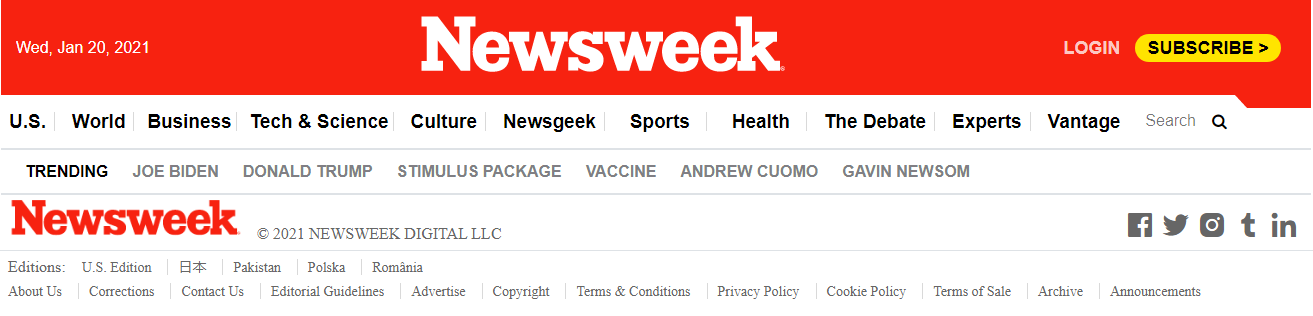 Wed, Jan 20, 2021 Newsweek LOGIN SUBSCRIBE >
U.S. World Business Tech & Science Culture Newsgeek Sports Health The Debate Experts Vantage Search
TRENDING JOE BIDEN DONALD TRUMP STIMULUS PACKAGE VACCINE ANDREW CUOMO GAVIN NEWSOM
Newsweek © 2021 NEWSWEEK DIGITAL LLC
Editions: U.S. Edition 日本 Pakistan Polska România
About Us Corrections Contact Us Editorial Guidelines Advertise Copyright Terms & Conditions Privacy Policy Cookie Policy Terms of Sale Archive Announcements